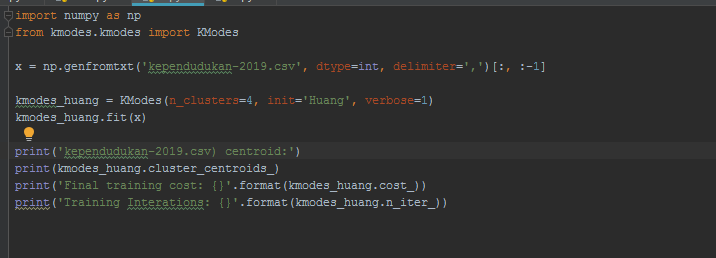 import numpy as np
from kmodes.kmodes import KModes
x = np.genfromtxt('kependudukan-2019.csv', dtype=int, delimiter=',')[:, :-1]
kmodes_huang = KModes(n_clusters=4, init='Huang', verbose=1)
kmodes_huang.fit(x)
print('kependudukan-2019.csv) centroid:')
print(kmodes_huang.cluster_centroids_)
print('Final training cost: {}'.format(kmodes_huang.cost_))
print('Training Interations: {}'.format(kmodes_huang.n_iter_))